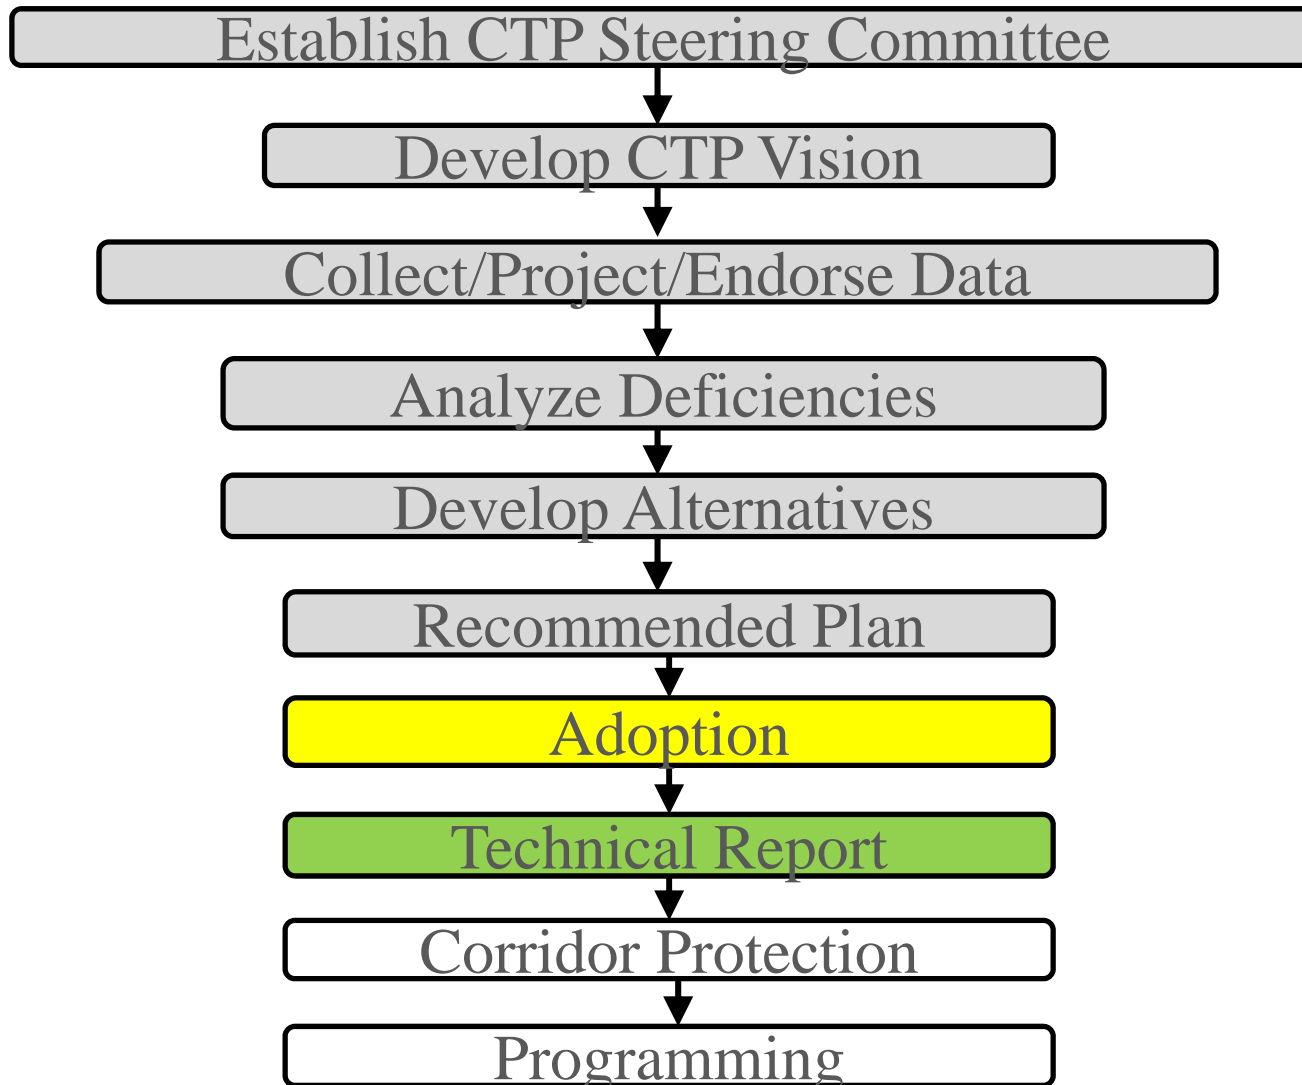 Establish CTP Steering Committee
Develop CTP Vision
Collect/Project/Endorse Data
Analyze Deficiencies
Develop Alternatives
Recommended Plan
Adoption
Technical Report
Corridor Protection
Programming